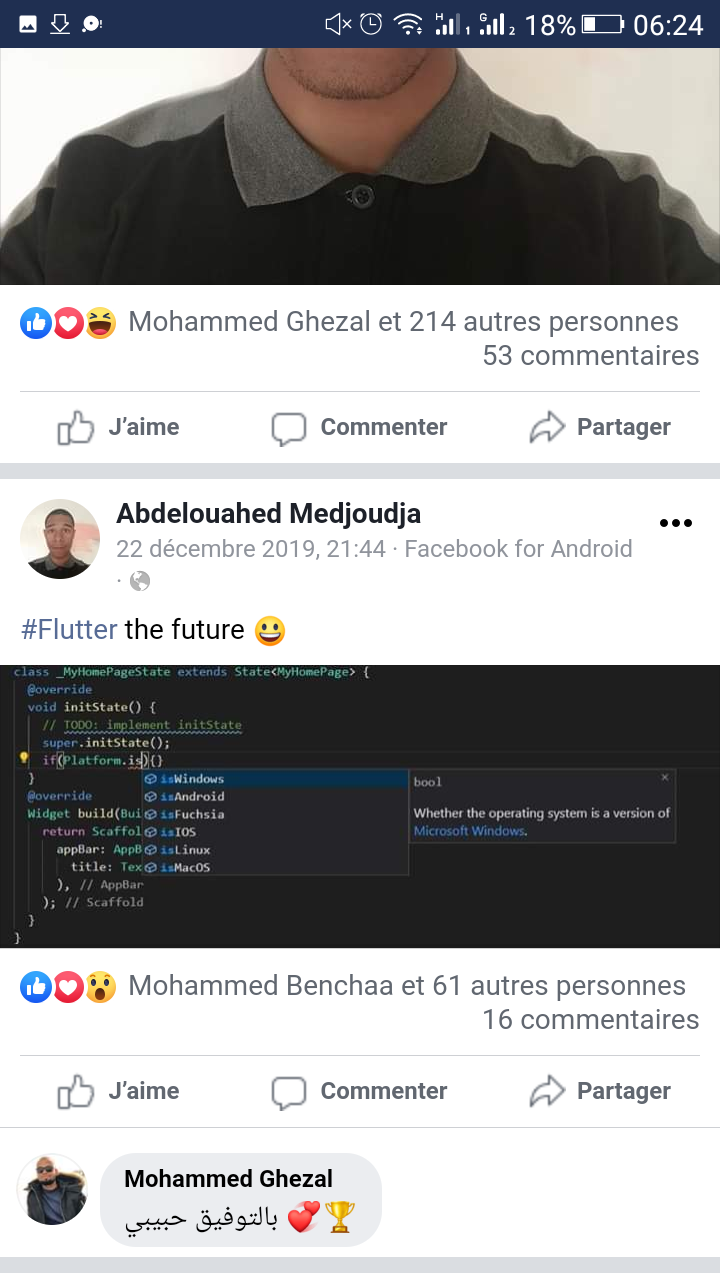 H 1 G 2 18% 06:24
Mohammed Ghezal et 214 autres personnes
53 commentaires
J'aime Commenter Partager
Abdelouahed Medjoudja
22 décembre 2019, 21:44 · Facebook for Android
·
#Flutter the future 😀
class _MyHomePageState extends State<MyHomePage> {
@override
void initState() {
// TODO: implement initState
super.initState();
if(Platform.is){}
}
isWindows
isAndroid
isFuchsia
isIOS
isLinux
isMacOS
bool ×
Whether the operating system is a version of
Microsoft Windows.
@override
Widget build(Bui
return Scaffol
appBar: AppB
title: Tex
), // AppBar
); // Scaffold
}
}
Mohammed Benchaa et 61 autres personnes
16 commentaires
J'aime Commenter Partager
Mohammed Ghezal
بالتوفيق حبيبي 💞🏆